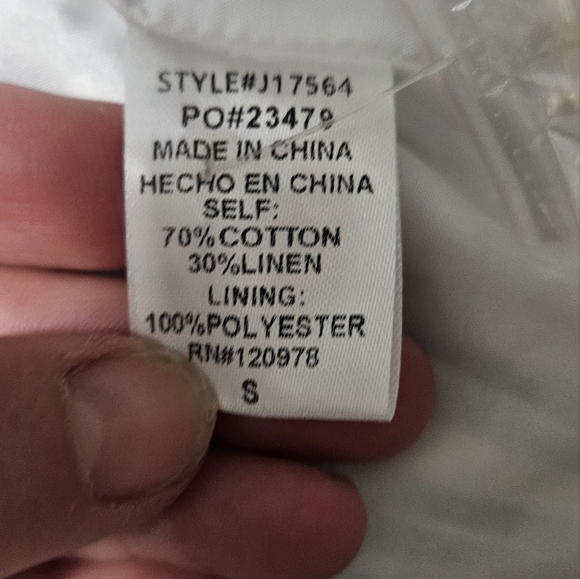 STYLE#J17564
PO#23479
MADE IN CHINA
HECHO EN CHINA
SELF:
70%COTTON
30%LINEN
LINING:
100%POLYESTER
RN#120978
S